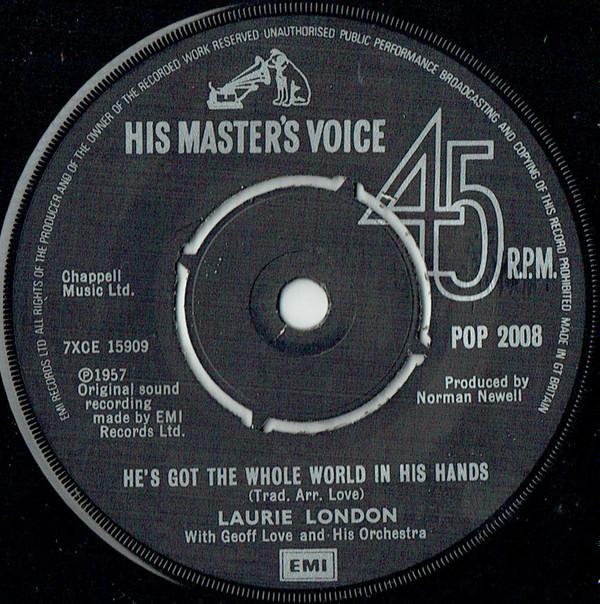 EMI RECORDS LTD ALL RIGHTS OF THE PRODUCER AND OF THE OWNER OF THE RECORDED WORK RESERVED UNAUTHORISED PUBLIC PERFORMANCE BROADCASTING AND COPYING OF THIS RECORD PROHIBITED MADE IN GT BRITAIN
HIS MASTER'S VOICE
45
R.P.M.
Chappell
Music Ltd.
7XCE 15909
POP 2008
℗1957
Original sound
recording
made by EMI
Records Ltd.
Produced by
Norman Newell
HE'S GOT THE WHOLE WORLD IN HIS HANDS
(Trad. Arr. Love)
LAURIE LONDON
With Geoff Love and His Orchestra
EMI